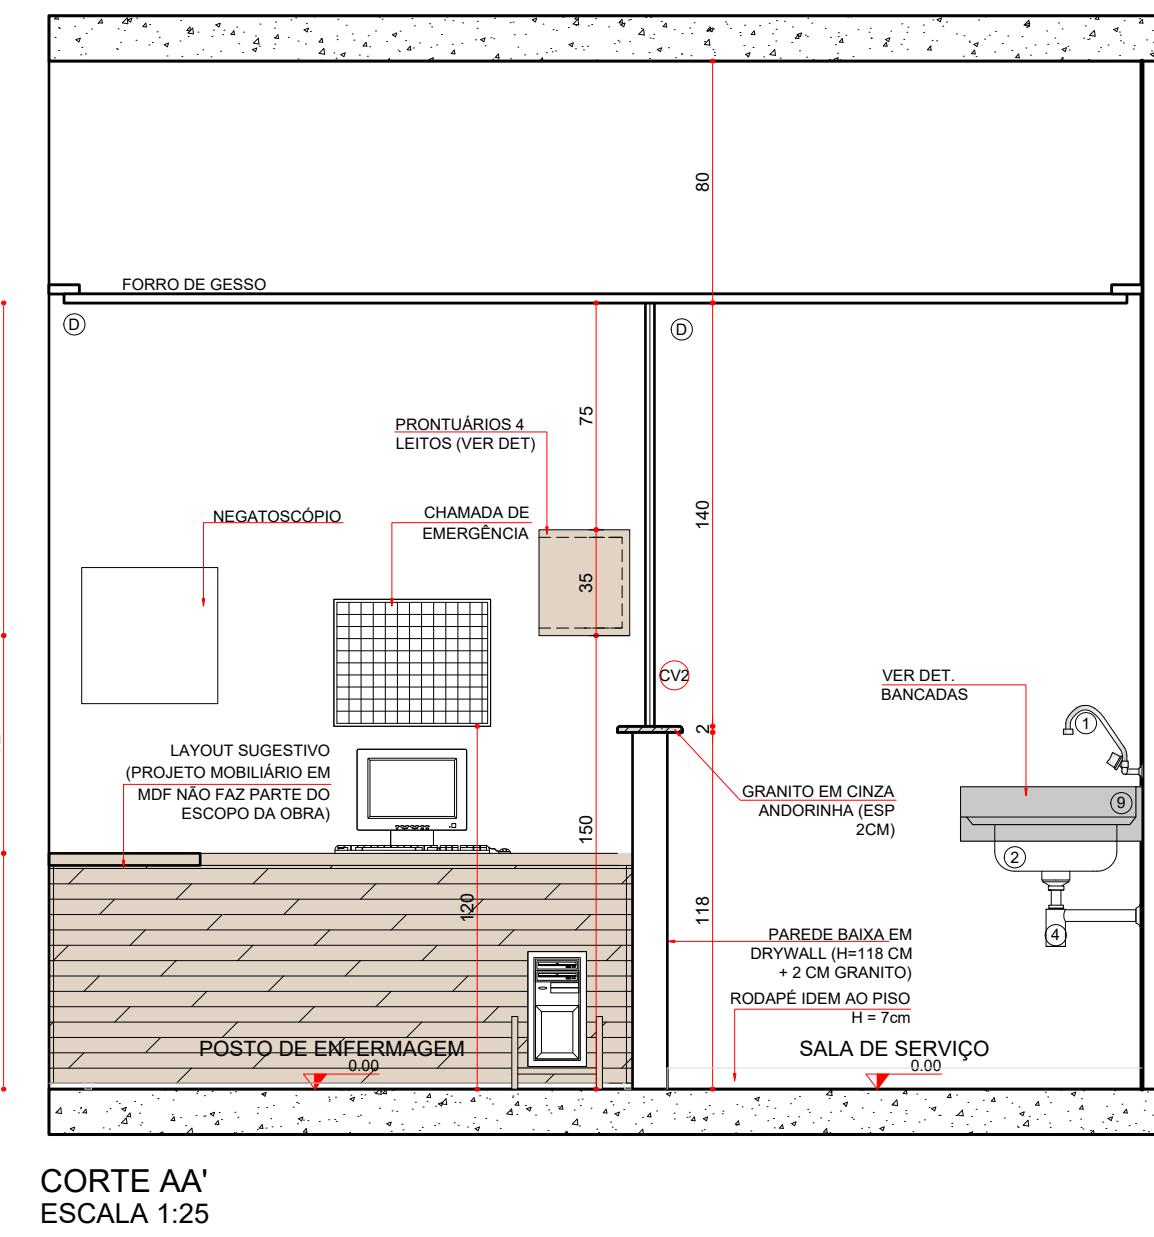 80
FORRO DE GESSO
D
D
75
PRONTUÁRIOS 4
LEITOS (VER DET)
140
NEGATOSCÓPIO
CHAMADA DE
EMERGÊNCIA
35
CV2
VER DET.
BANCADAS
2
1
LAYOUT SUGESTIVO
(PROJETO MOBILIÁRIO EM
MDF NÃO FAZ PARTE DO
ESCOPO DA OBRA)
GRANITO EM CINZA
ANDORINHA (ESP
2CM)
9
150
2
120
118
4
PAREDE BAIXA EM
DRYWALL (H=118 CM
+ 2 CM GRANITO)
RODAPÉ IDEM AO PISO
H = 7cm
POSTO DE ENFERMAGEM
0.00
SALA DE SERVIÇO
0.00
CORTE AA'
ESCALA 1:25